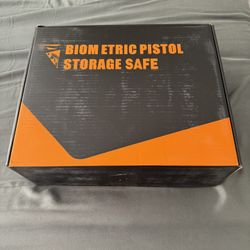 BIOM ETRIC PISTOL
STORAGE SAFE